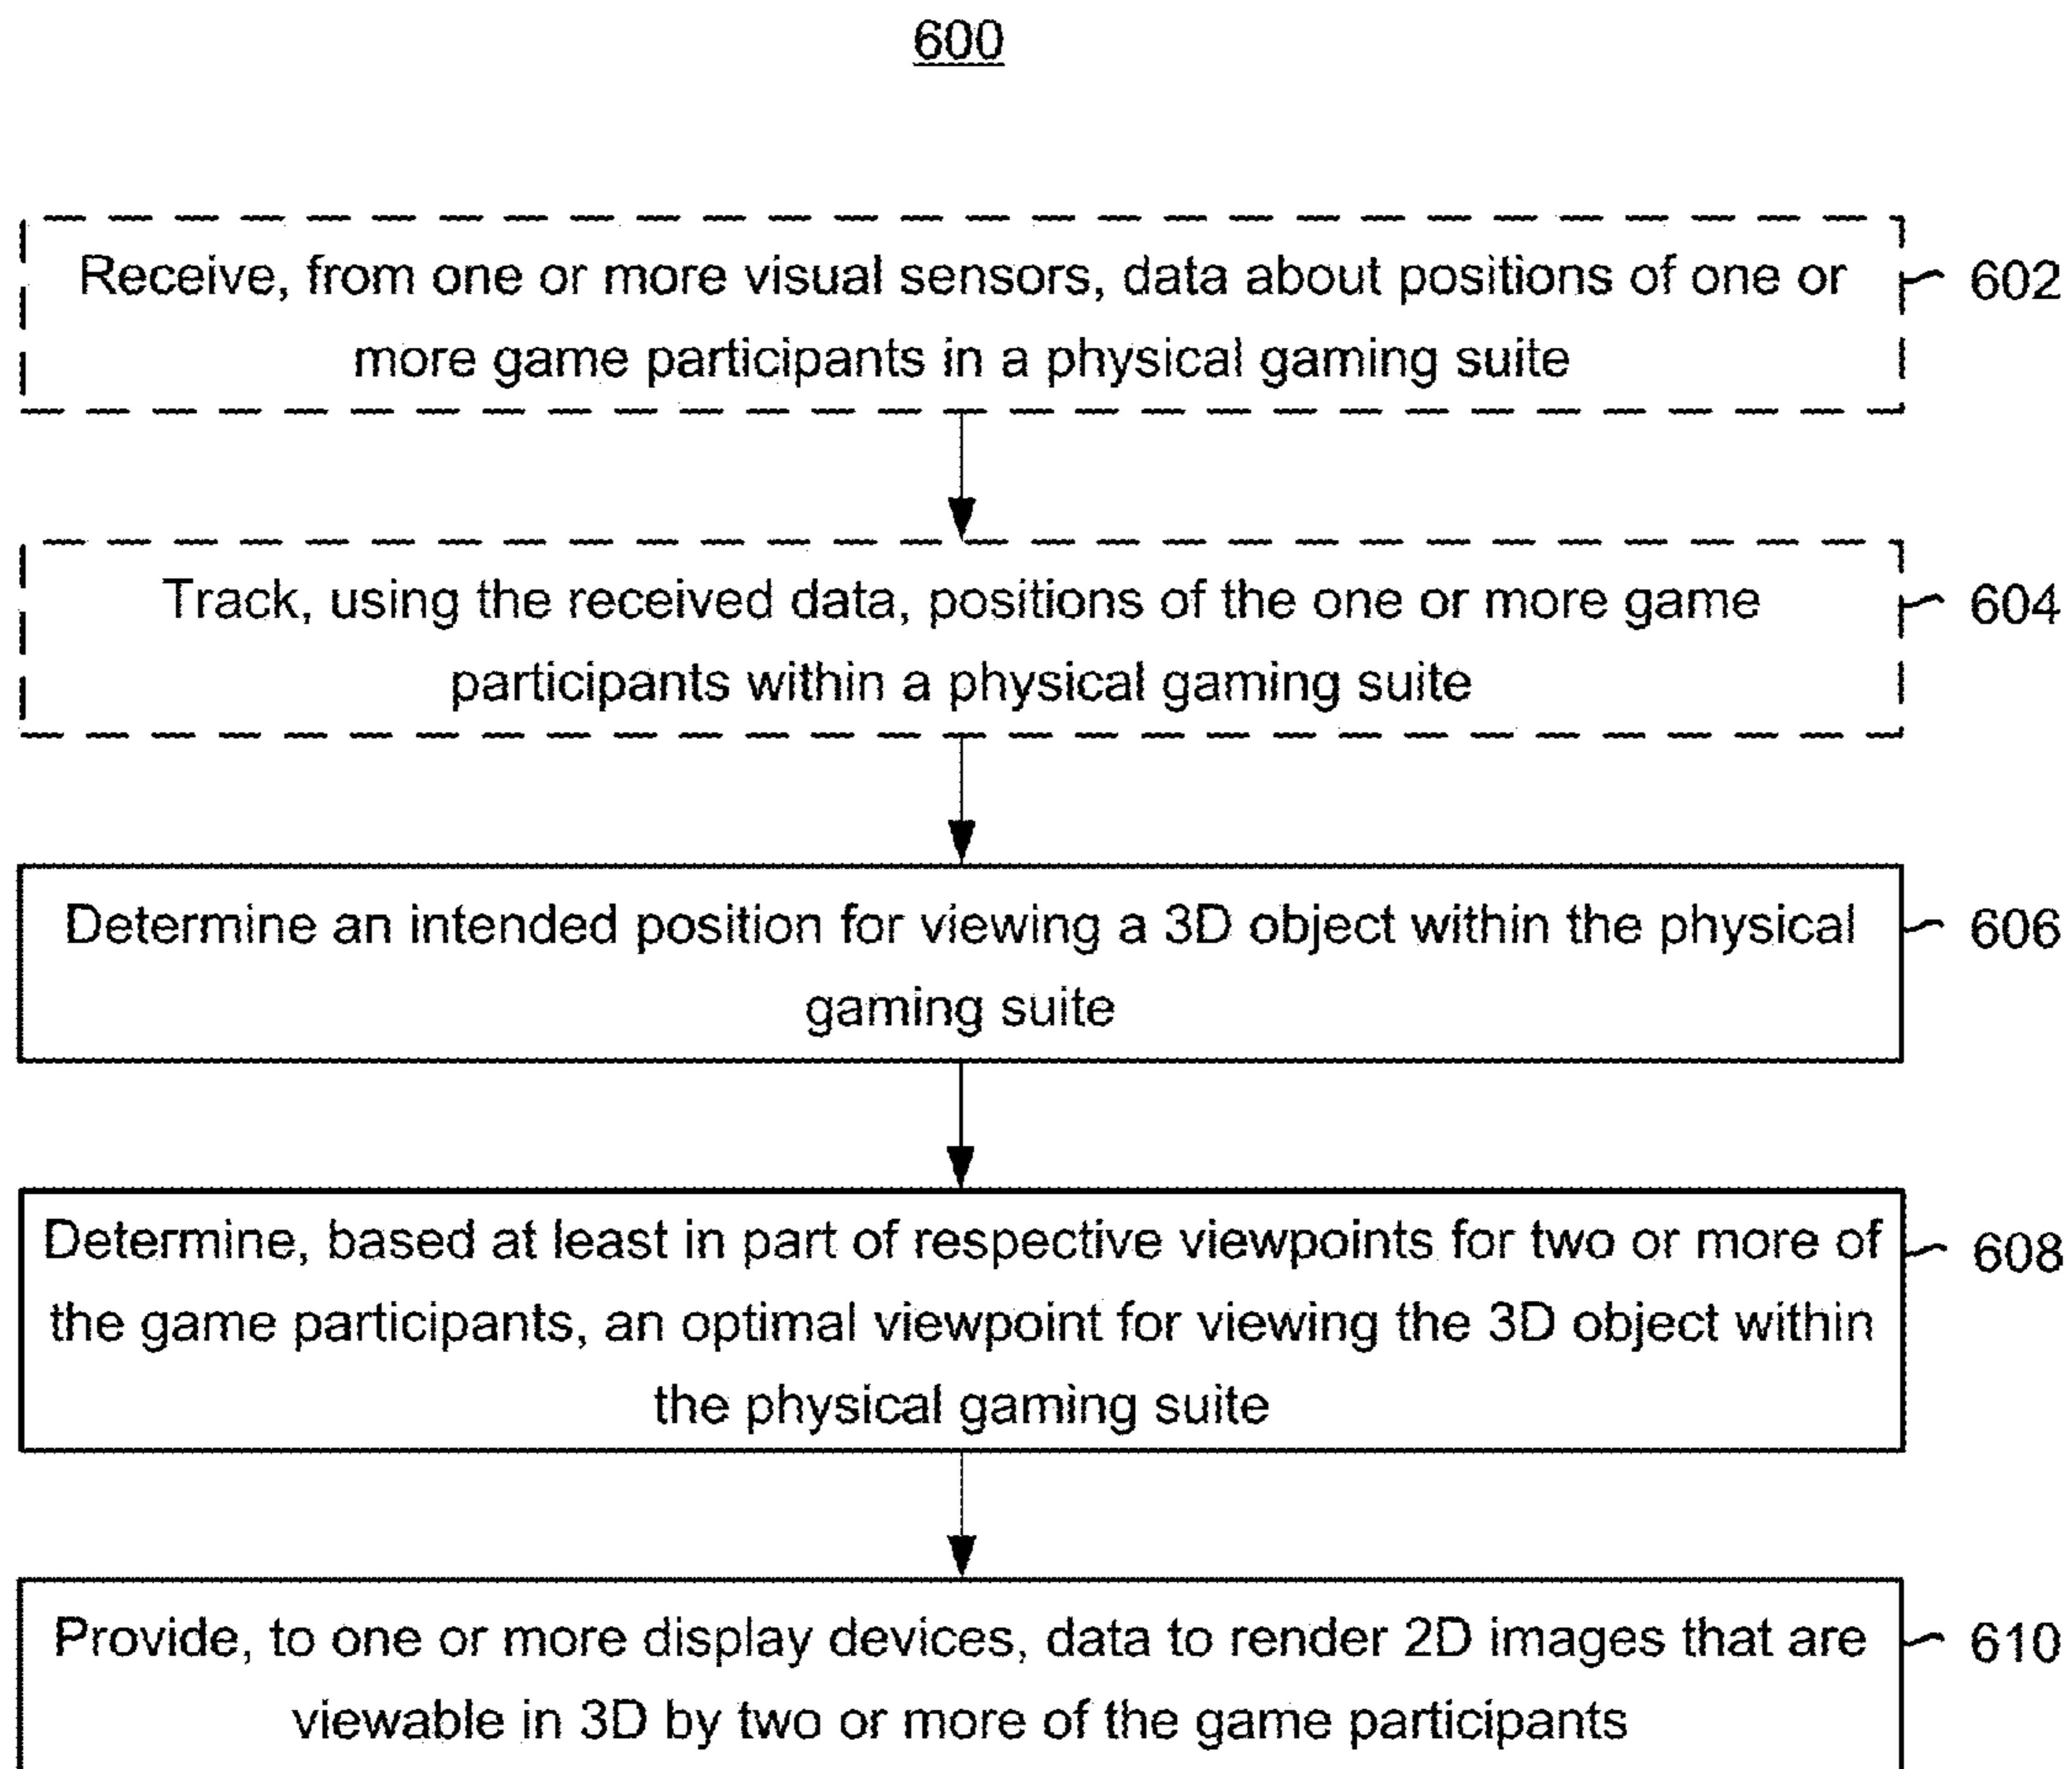 600
Receive, from one or more visual sensors, data about positions of one or
602
more game participants in a physical gaming suite
Track, using the received data, positions of the one or more game
604
participants within a physical gaming suite
Determine an intended position for viewing a 3D object within the physical
606
gaming suite
Determine, based at least in part of respective viewpoints for two or more of
608
the game participants, an optimal viewpoint for viewing the 3D object within
the physical gaming suite
Provide, to one or more display devices, data to render 2D images that are
610
viewable in 3D by two or more of the game participants